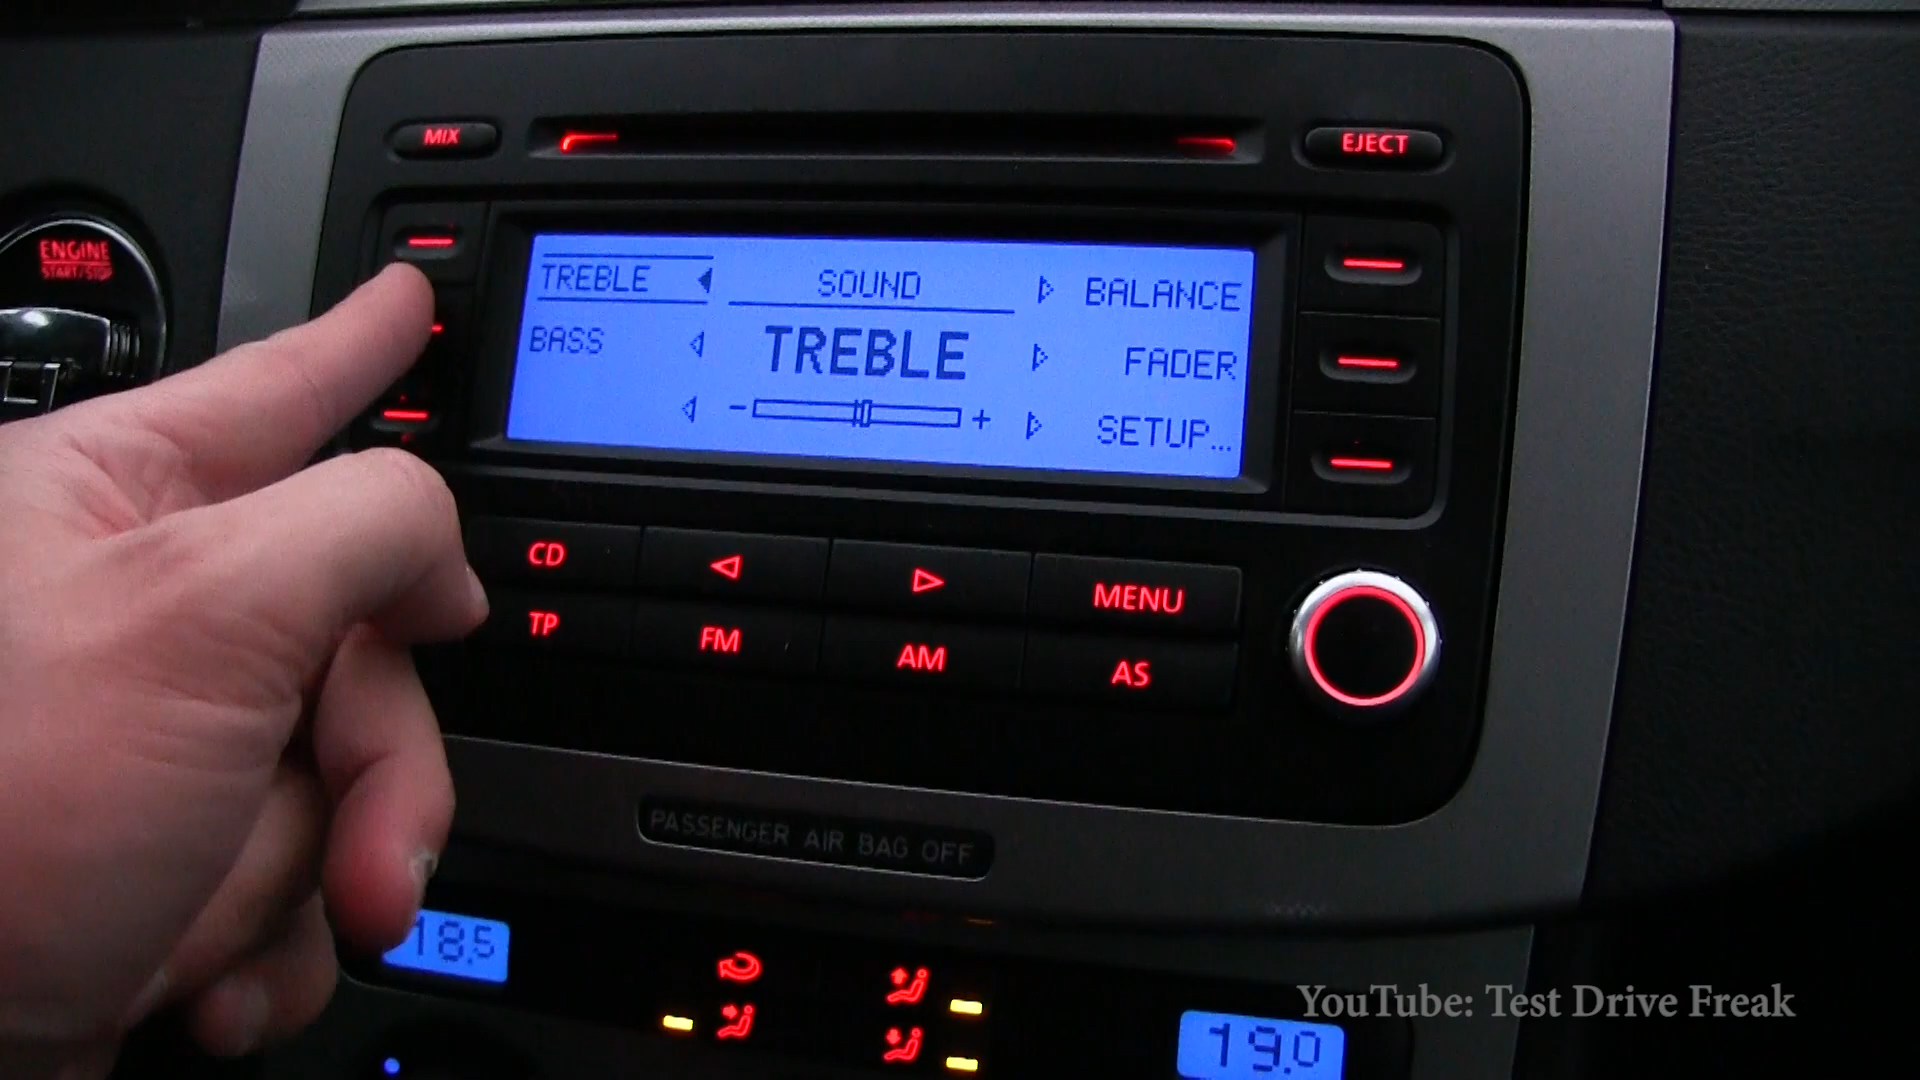 MIX
EJECT
ENGINE
START/STOP
TREBLE
SOUND
BALANCE
BASS
TREBLE
FADER
- +
SETUP...
CD
MENU
TP
FM
AM
AS
PASSENGER AIR BAG OFF
18.5
19.0
YouTube: Test Drive Freak